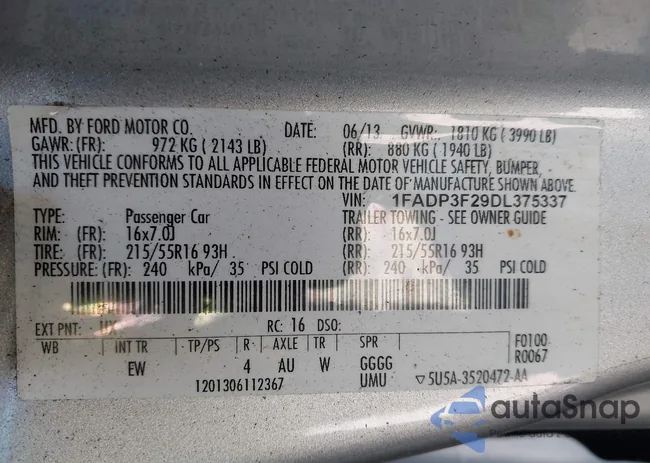 MFD. BY FORD MOTOR CO. DATE: 06/13 GVWR: 1810 KG ( 3990 LB)
GAWR: (FR): 972 KG ( 2143 LB) (RR): 880 KG ( 1940 LB)
THIS VEHICLE CONFORMS TO ALL APPLICABLE FEDERAL MOTOR VEHICLE SAFETY, BUMPER,
AND THEFT PREVENTION STANDARDS IN EFFECT ON THE DATE OF MANUFACTURE SHOWN ABOVE.
VIN: 1FADP3F29DL375337
TYPE: Passenger Car TRAILER TOWING - SEE OWNER GUIDE
RIM: (FR): 16x7.0J (RR): 16x7.0J
TIRE: (FR): 215/55R16 93H (RR): 215/55R16 93H
PRESSURE: (FR): 240 kPa/ 35 PSI COLD (RR): 240 kPa/ 35 PSI COLD
EXT PNT: UX RC: 16 DSO:
WB INT TR TP/PS R AXLE TR SPR F0100
EW 4 AU W GGGG R0067
1201306112367 UMU ▽5U5A-3520472-AA
autaSnap